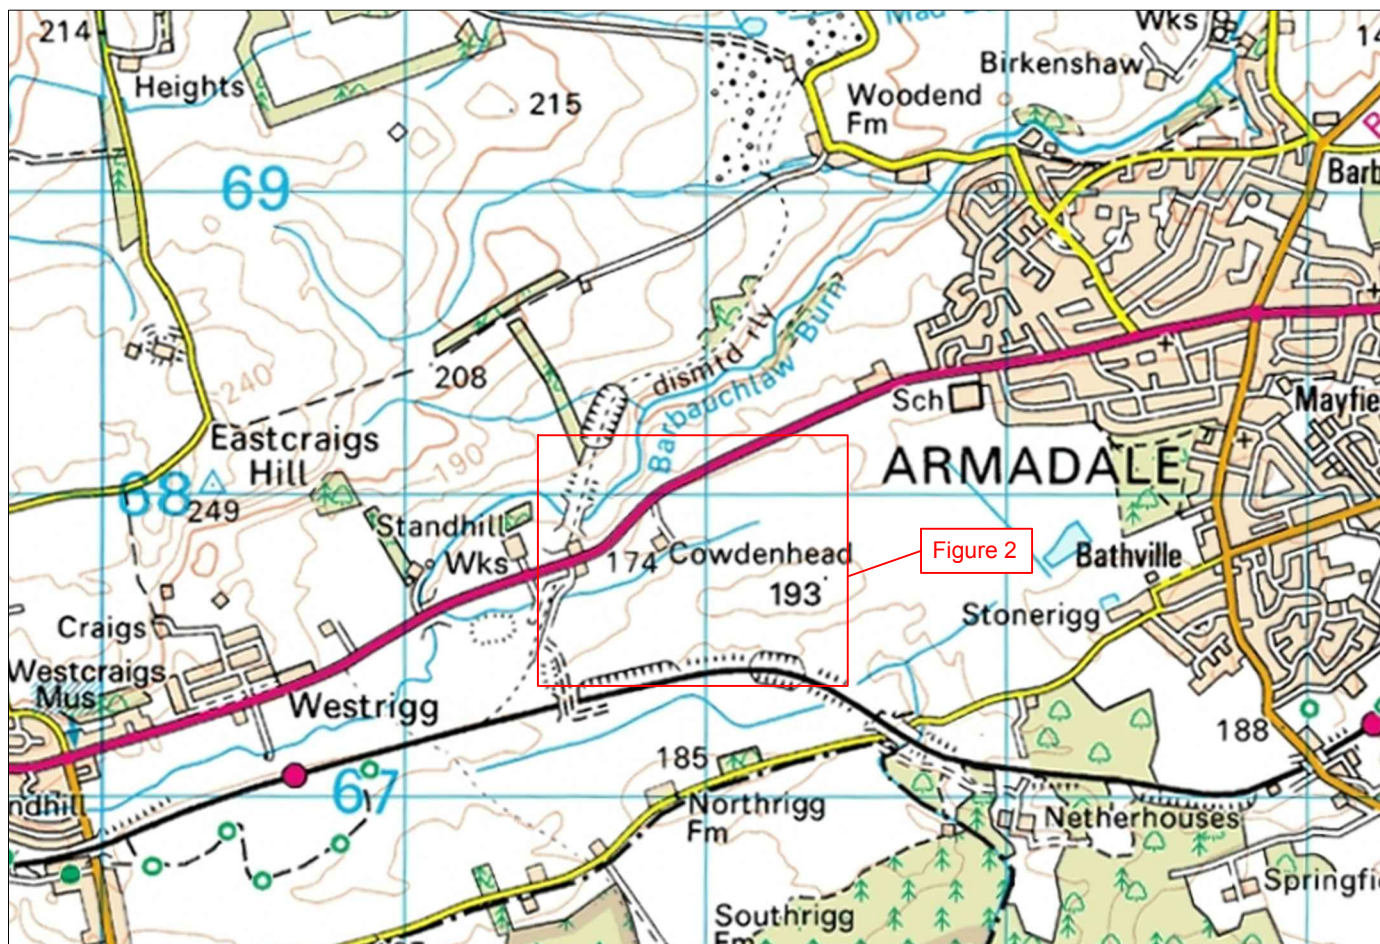 214
Wks
14
Heights
Birkenshaw
215
Woodend
Fm
69
Barb
208
dismtd rly
Barbauchlaw Burn
240
Sch
Mayfie
Eastcraigs
Hill
190
ARMADALE
68
249
Standhill
Wks
174
Cowdenhead
Figure 2
Bathville
193
Craigs
Stonerigg
Westcraigs
Mus
Westrigg
188
185
67
ndhill
Northrigg
Fm
Netherhouses
Springfi
Southrigg